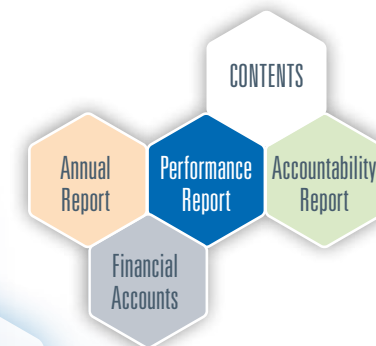 CONTENTS
Annual
Report
Performance
Report
Accountability
Report
Financial
Accounts